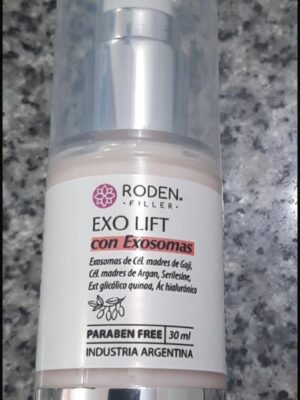 RODEN®
FILLER
EXO LIFT
con Exosomas
Exosomas de Cél. madres de Goji,
Cél. madres de Argan, Serilesine,
Ext glicólico quinoa, Ác hialurónico
PARABEN FREE 30 ml
INDUSTRIA ARGENTINA